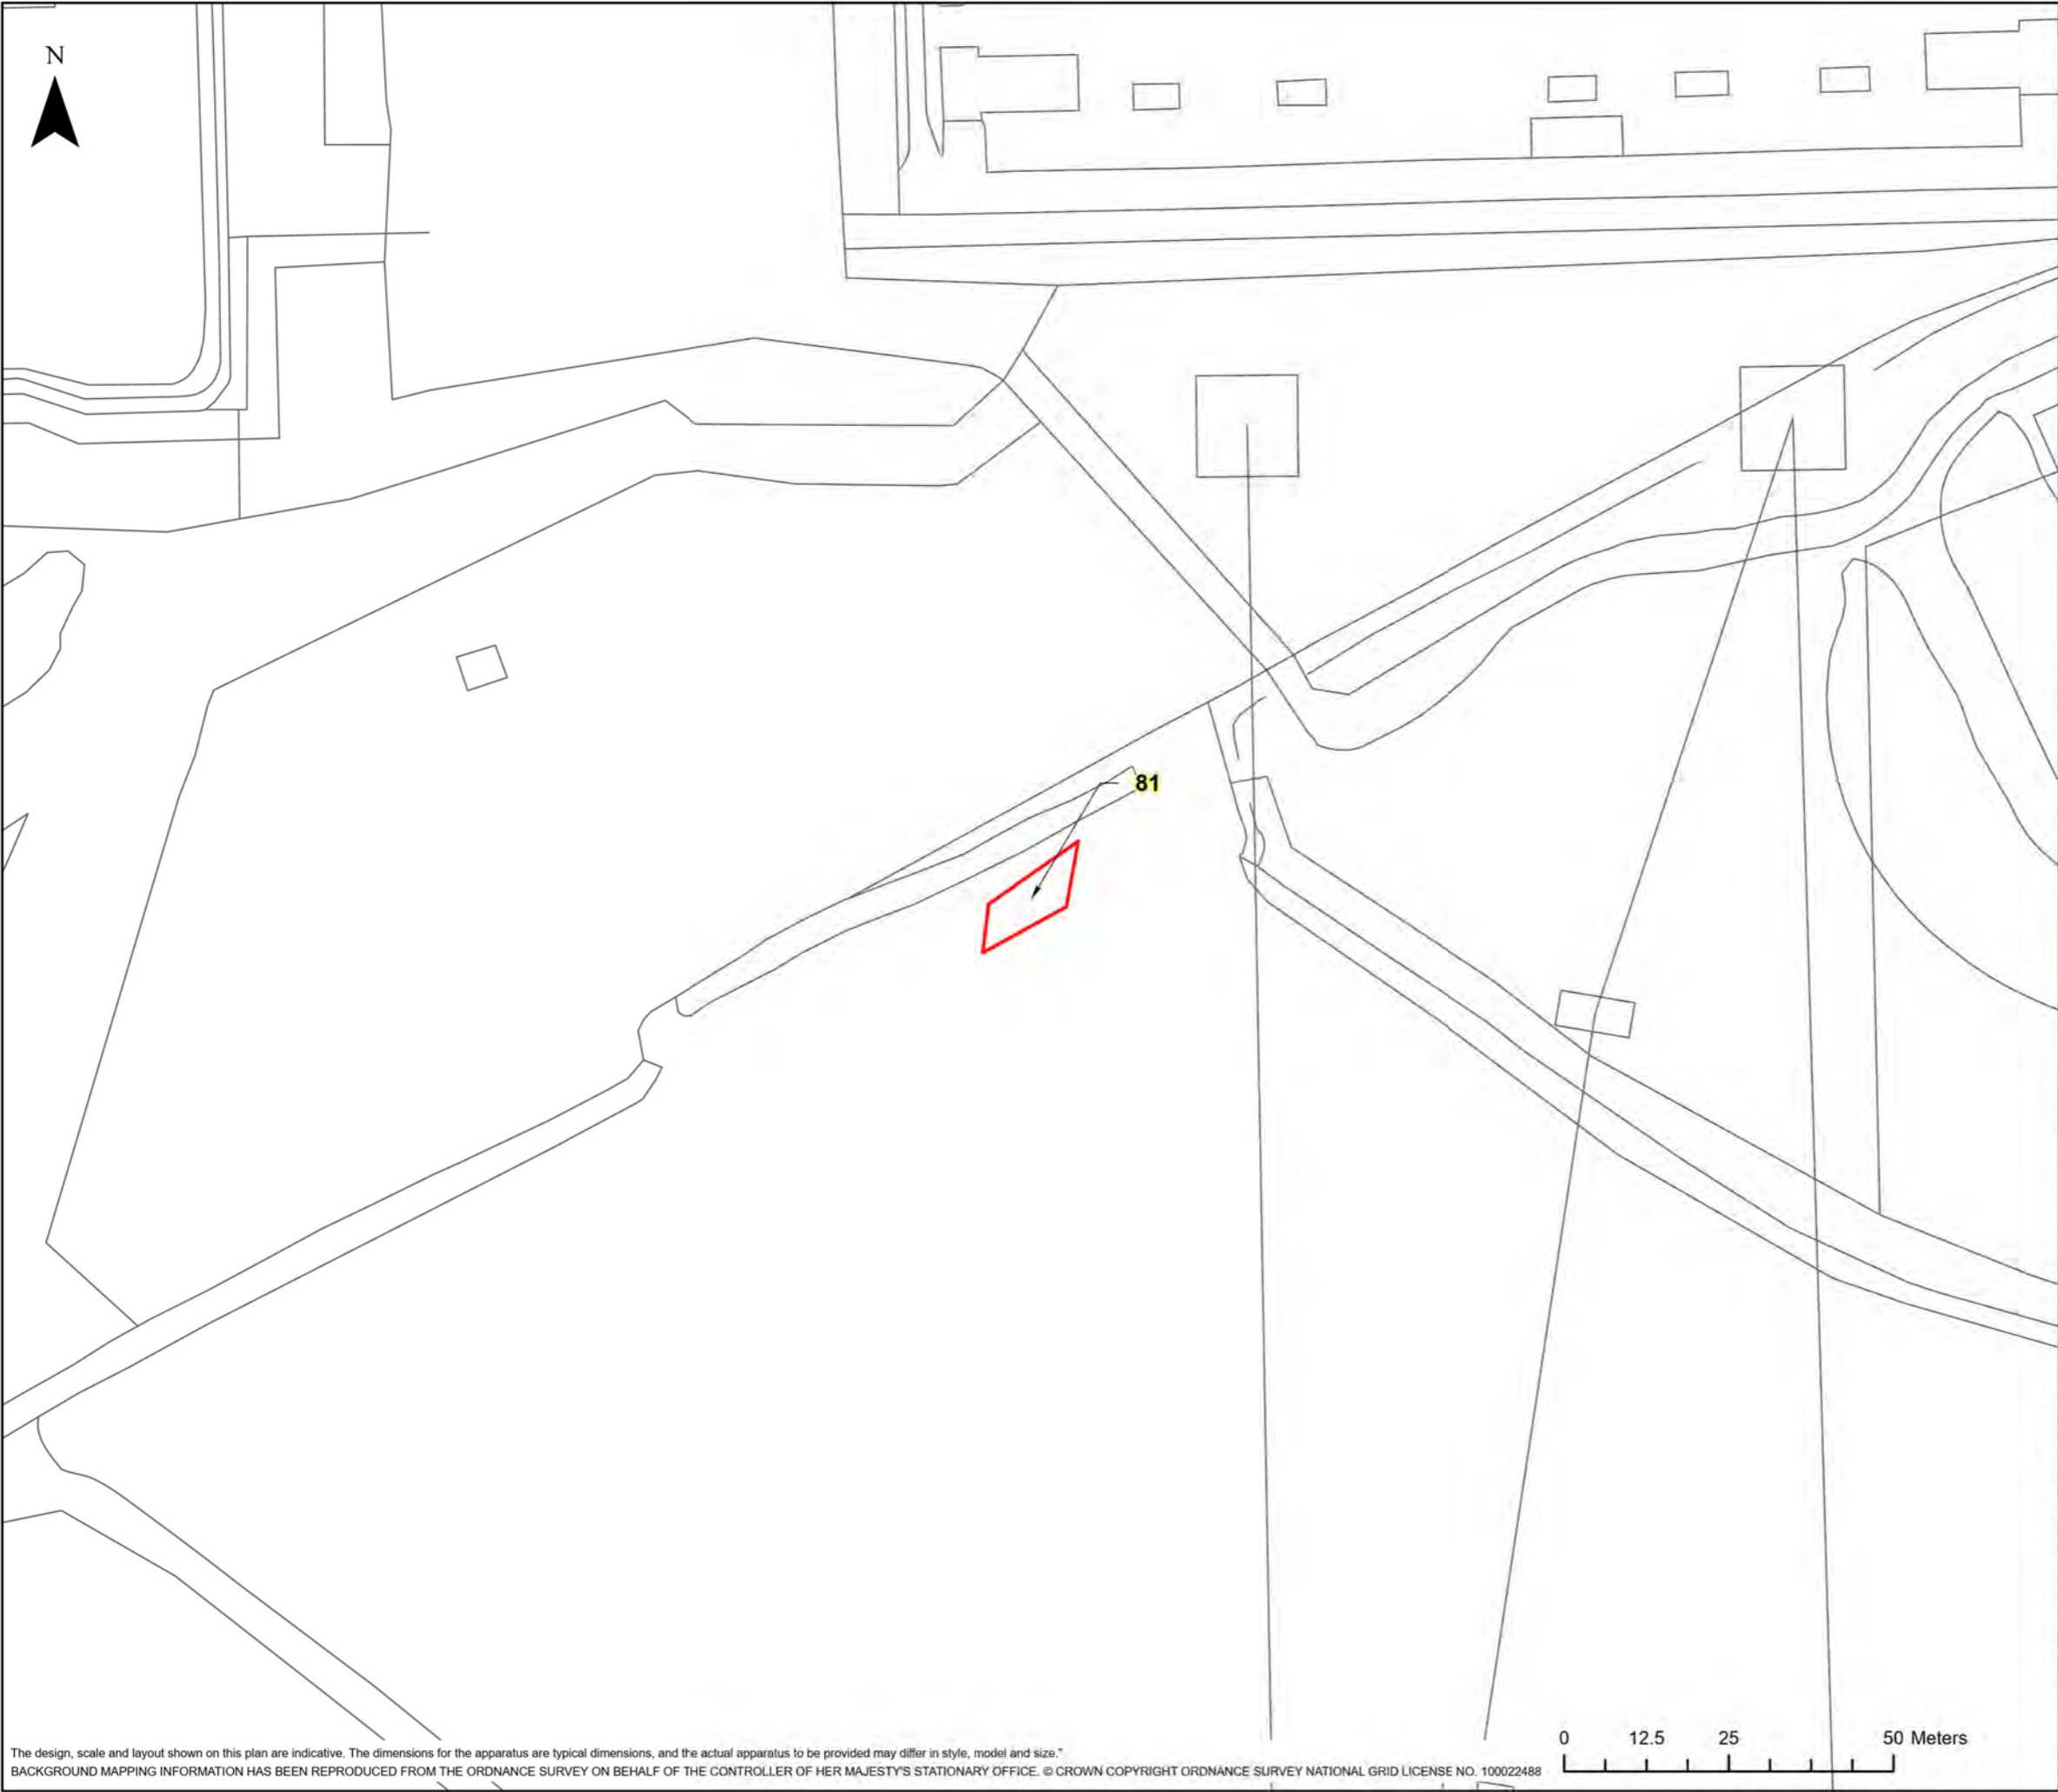 N
81
0 12.5 25 50 Meters
The design, scale and layout shown on this plan are indicative. The dimensions for the apparatus are typical dimensions, and the actual apparatus to be provided may differ in style, model and size."
BACKGROUND MAPPING INFORMATION HAS BEEN REPRODUCED FROM THE ORDNANCE SURVEY ON BEHALF OF THE CONTROLLER OF HER MAJESTY'S STATIONARY OFFICE. © CROWN COPYRIGHT ORDNANCE SURVEY NATIONAL GRID LICENSE NO. 100022488